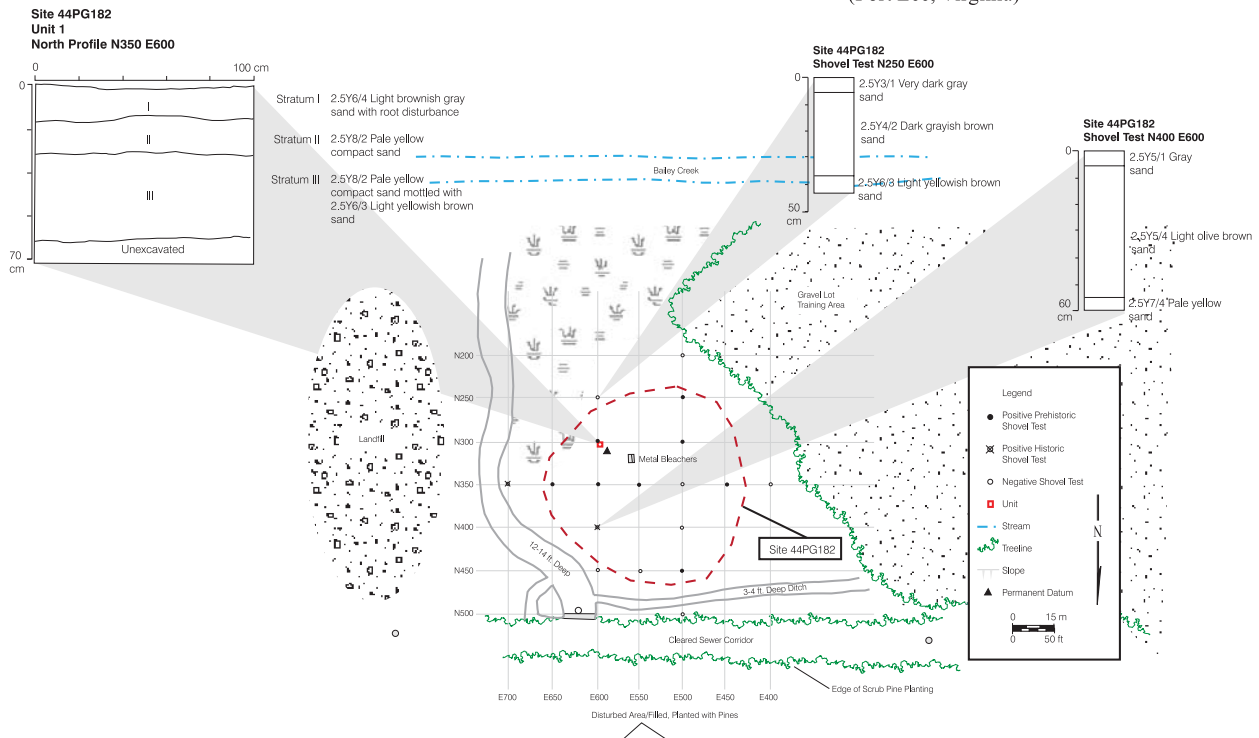 Site 44PG182
Unit 1
North Profile N350 E600
0
100 cm
0
70
cm
I
II
III
Unexcavated
Stratum I
2.5Y6/4 Light brownish gray
sand with root disturbance
Stratum II
2.5Y8/2 Pale yellow
compact sand
Stratum III
2.5Y8/2 Pale yellow
compact sand mottled with
2.5Y6/3 Light yellowish brown
sand
Site 44PG182
Shovel Test N250 E600
0
50
cm
2.5Y3/1 Very dark gray
sand
2.5Y4/2 Dark grayish brown
sand
2.5Y6/3 Light yellowish brown
sand
Site 44PG182
Shovel Test N400 E600
0
60
cm
2.5Y5/1 Gray
sand
2.5Y5/4 Light olive brown
sand
2.5Y7/4 Pale yellow
sand
Bailey Creek
Gravel Lot
Training Area
Landfill
N200
N250
N300
N350
N400
N450
N500
Metal Bleachers
12-14 ft. Deep
3-4 ft. Deep Ditch
Site 44PG182
Cleared Sewer Corridor
Edge of Scrub Pine Planting
E700
E650
E600
E550
E500
E450
E400
Disturbed Area/Filled, Planted with Pines
Legend
Positive Prehistoric
Shovel Test
Positive Historic
Shovel Test
Negative Shovel Test
Unit
Stream
Treeline
Slope
Permanent Datum
N
0
15 m
0
50 ft